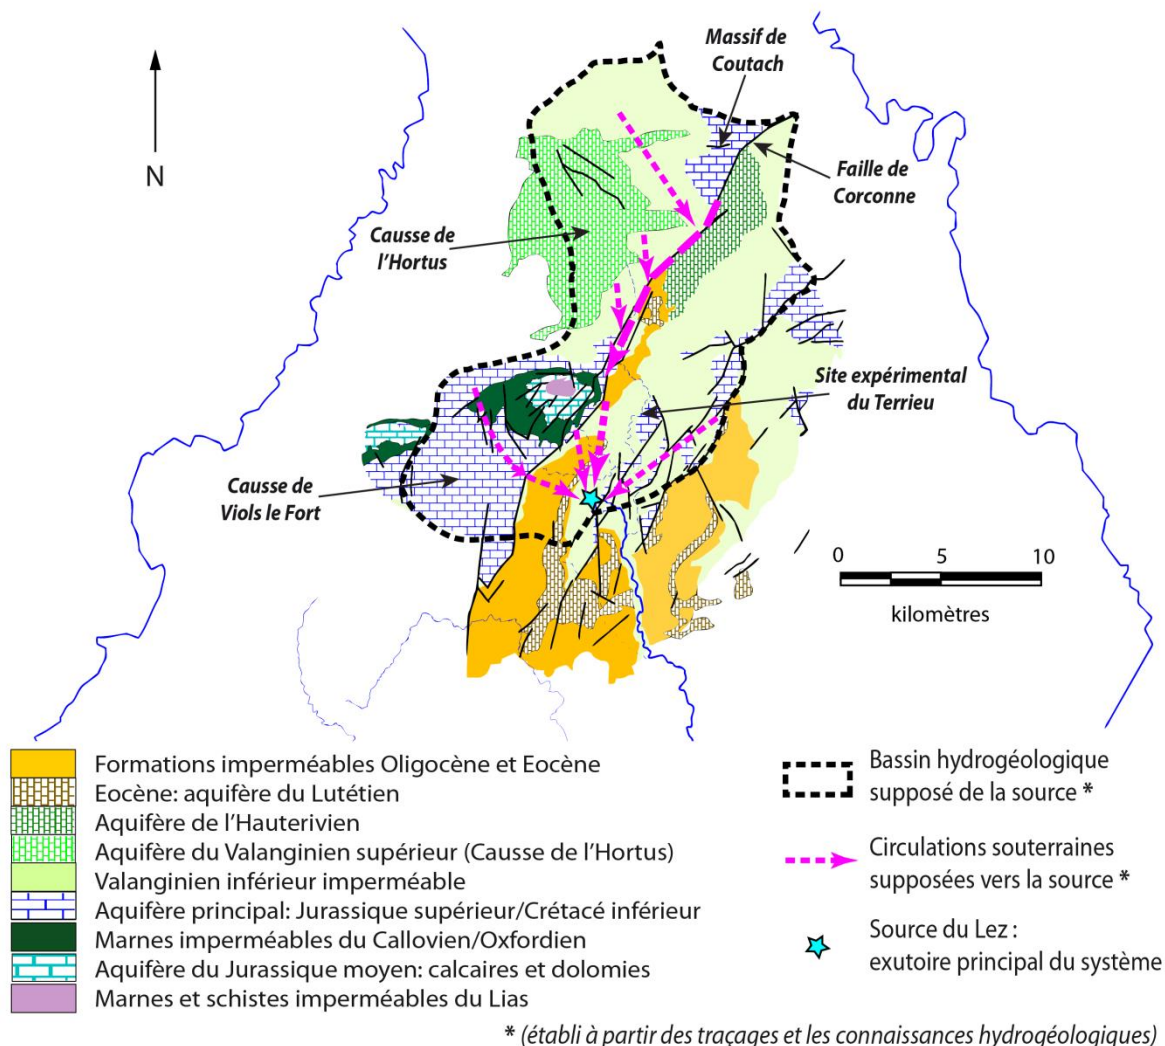 Massif de
Coutach
N
Faille de
Corconne
Causse de
l'Hortus
Site expérimental
du Terrieu
Causse de
Viols le Fort
0 5 10
kilomètres
Formations imperméables Oligocène et Eocène
Eocène: aquifère du Lutétien
Aquifère de l'Hauterivien
Aquifère du Valanginien supérieur (Causse de l'Hortus)
Valanginien inférieur imperméable
Aquifère principal: Jurassique supérieur/Crétacé inférieur
Marnes imperméables du Callovien/Oxfordien
Aquifère du Jurassique moyen: calcaires et dolomies
Marnes et schistes imperméables du Lias
Bassin hydrogéologique
supposé de la source *
Circulations souterraines
supposées vers la source *
Source du Lez :
exutoire principal du système
* (établi à partir des traçages et les connaissances hydrogéologiques)